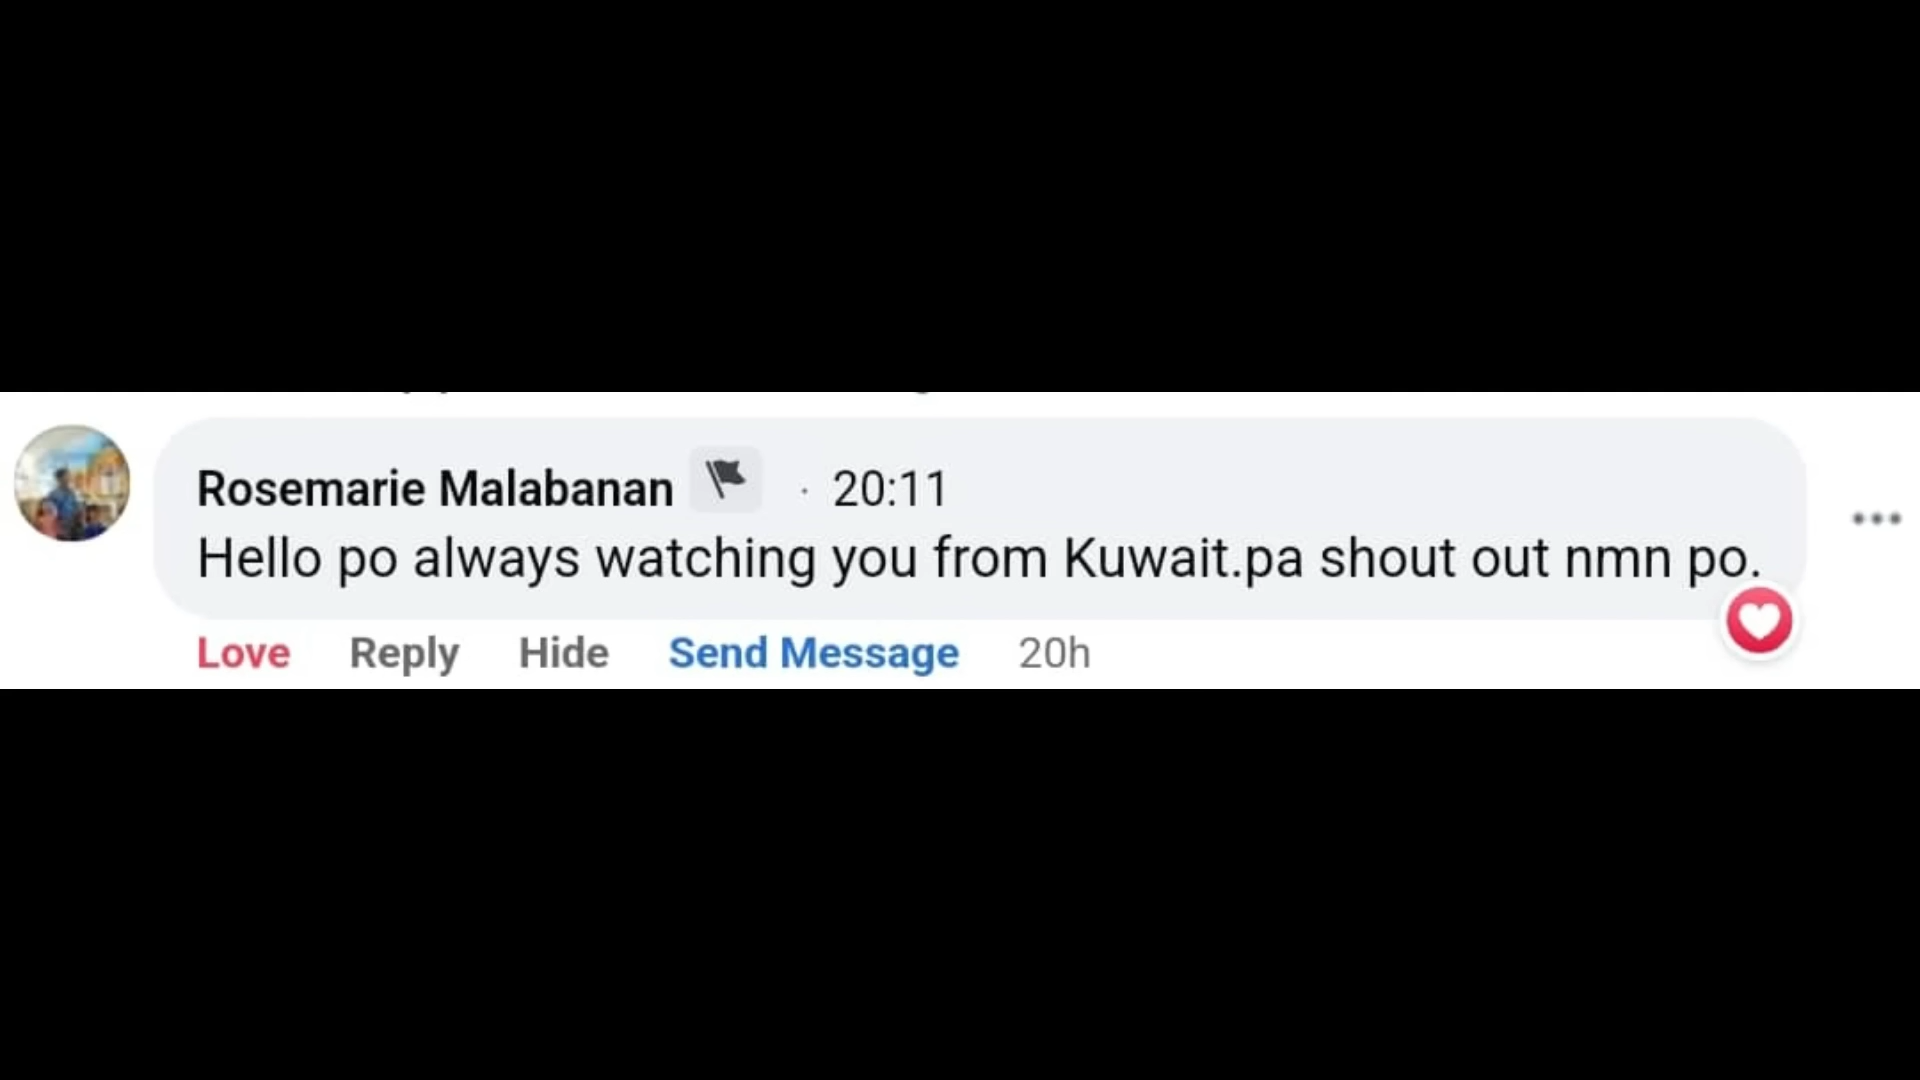 Rosemarie Malabanan · 20:11
Hello po always watching you from Kuwait.pa shout out nmn po.
Love Reply Hide Send Message 20h